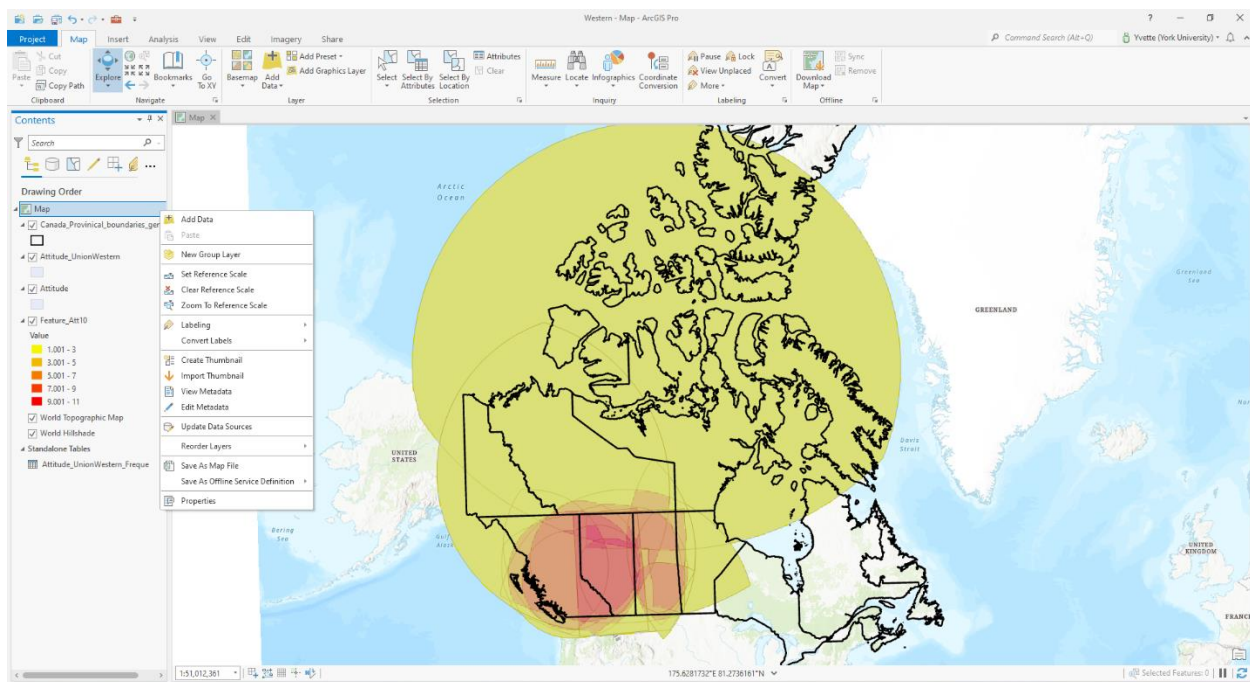 Western - Map - ArcGIS Pro
? 
Project Map Insert Analysis View Edit Imagery Share
Command Search (Alt+Q)
Yvette (York University)
Paste
Cut
Copy
Copy Path
Explore
Bookmarks
Go To XY
Basemap
Add Data
Add Preset
Add Graphics Layer
Select
Select By Attributes
Select By Location
Attributes
Clear
Measure
Locate
Infographics
Coordinate Conversion
Pause
Lock
View Unplaced
More
Convert
Download Map
Sync
Remove
Clipboard
Navigate
Layer
Selection
Inquiry
Labeling
Offline
Contents
Map
Search
Drawing Order
Map
Canada_Provinical_boundaries_ger
Attitude_UnionWestern
Attitude
Feature_Att10
Value
1.001 - 3
3.001 - 5
5.001 - 7
7.001 - 9
9.001 - 11
World Topographic Map
World Hillshade
Standalone Tables
Attitude_UnionWestern_Freque
Add Data
Paste
New Group Layer
Set Reference Scale
Clear Reference Scale
Zoom To Reference Scale
Labeling
Convert Labels
Create Thumbnail
Import Thumbnail
View Metadata
Edit Metadata
Update Data Sources
Reorder Layers
Save As Map File
Save As Offline Service Definition
Properties
Arctic
Ocean
Greenland
Sea
GREENLAND
Davis
Strait
UNITED
STATES
Bering
Sea
UNITED
KINGDOM
FRANC
1:51,012,361
175.6281732°E 81.2736161°N
Selected Features: 0